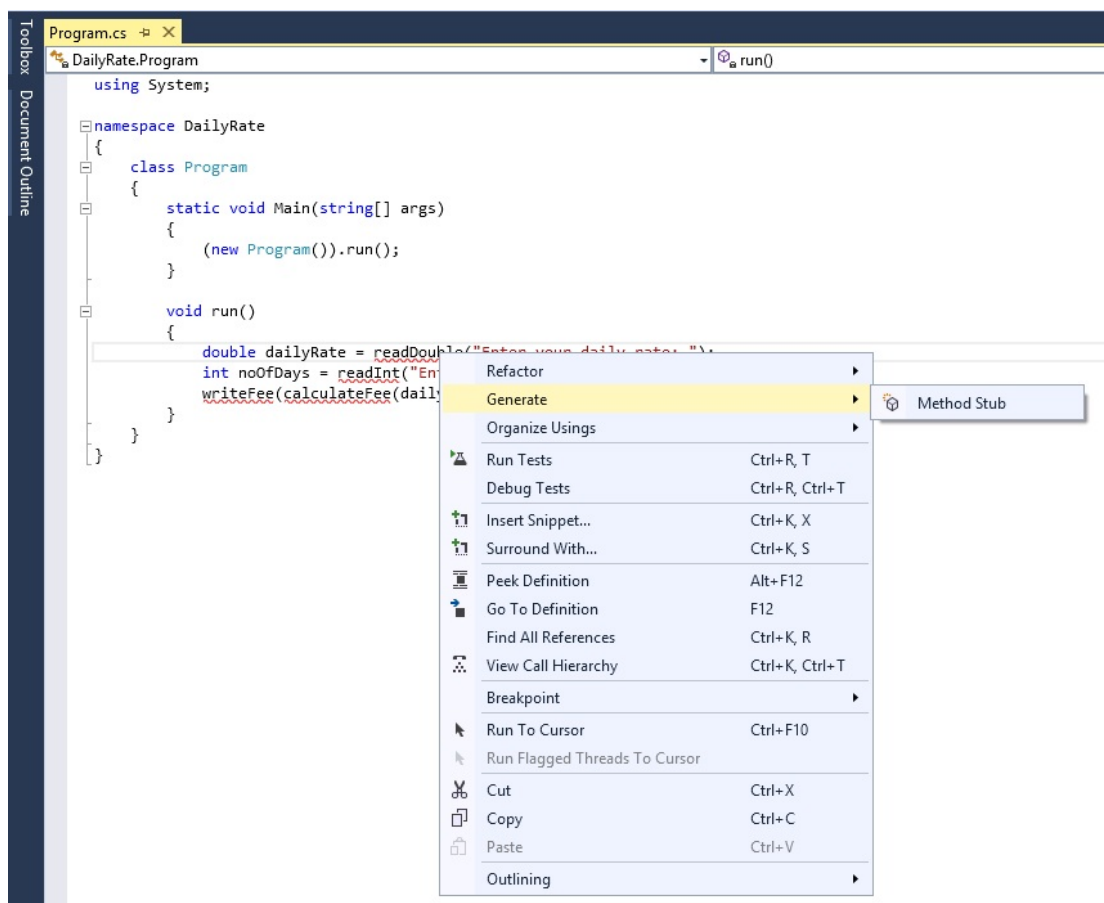 Toolbox
Document Outline
Program.cs
DailyRate.Program
run()
using System;
namespace DailyRate
{
class Program
{
static void Main(string[] args)
{
(new Program()).run();
}
void run()
{
double dailyRate = readDouble("Enter your daily rate: ");
int noOfDays = readInt("En
writeFee(calculateFee(daily
}
}
}
Refactor
Generate
Method Stub
Organize Usings
Run Tests Ctrl+R, T
Debug Tests Ctrl+R, Ctrl+T
Insert Snippet... Ctrl+K, X
Surround With... Ctrl+K, S
Peek Definition Alt+F12
Go To Definition F12
Find All References Ctrl+K, R
View Call Hierarchy Ctrl+K, Ctrl+T
Breakpoint
Run To Cursor Ctrl+F10
Run Flagged Threads To Cursor
Cut Ctrl+X
Copy Ctrl+C
Paste Ctrl+V
Outlining